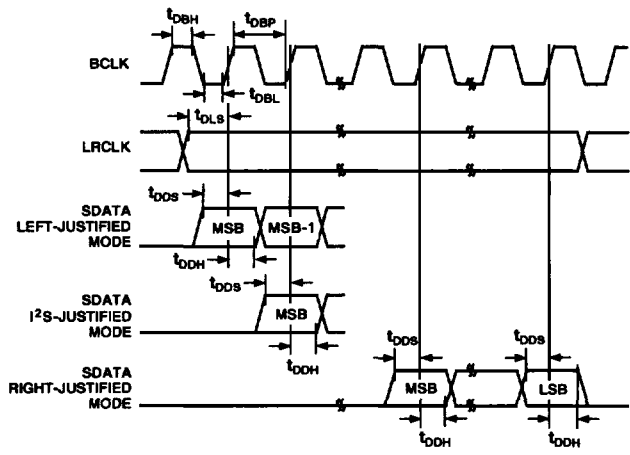 tDBH
tDBP
BCLK
tDBL
tDLS
LRCLK
tDDS
SDATA
LEFT-JUSTIFIED
MODE
MSB
MSB-1
tDDH
tDDS
SDATA
I²S-JUSTIFIED
MODE
MSB
tDDH
tDDS
tDDS
SDATA
RIGHT-JUSTIFIED
MODE
MSB
LSB
tDDH
tDDH